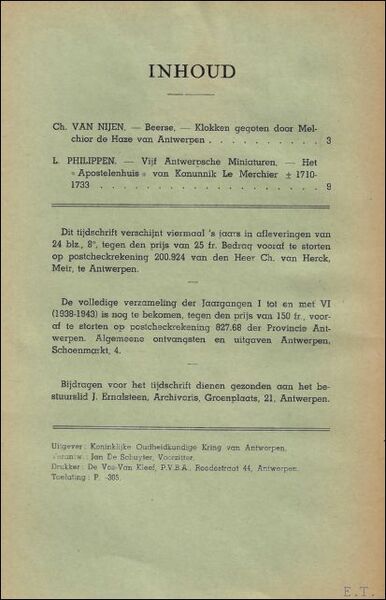 INHOUD
Ch. VAN NIJEN. — Beerse. — Klokken gegoten door Mel-
chior de Haze van Antwerpen . . . . . . . . . . 3
L. PHILIPPEN. — Vijf Antwerpsche Miniaturen. — Het
« Apostelenhuis » van Kanunnik Le Merchier ± 1710-
1733 . . . . . . . . . . . . . . . . . 9
Dit tijdschrift verschijnt viermaal 's jaars in afleveringen van
24 blz., 8°, tegen den prijs van 25 fr. Bedrag vooraf te storten
op postcheckrekening 200.924 van den Heer Ch. van Herck,
Meir, te Antwerpen.
—
De volledige verzameling der Jaargangen I tot en met VI
(1938-1943) is nog te bekomen, tegen den prijs van 150 fr., voor-
af te storten op postcheckrekening 827.68 der Provincie Ant-
werpen. Algemeene ontvangsten en uitgaven Antwerpen,
Schoenmarkt, 4.
—
Bijdragen voor het tijdschrift dienen gezonden aan het be-
stuurslid J. Ernalsteen, Archivaris, Groenplaats, 21, Antwerpen.
Uitgever : Koninklijke Oudheidkundige Kring van Antwerpen.
Verantw. : Jan De Schuyter, Voorzitter.
Drukker : De Vos-Van Kleef, P.V.B.A., Roodestraat 44, Antwerpen.
Toelating : P. -305.
E.T.